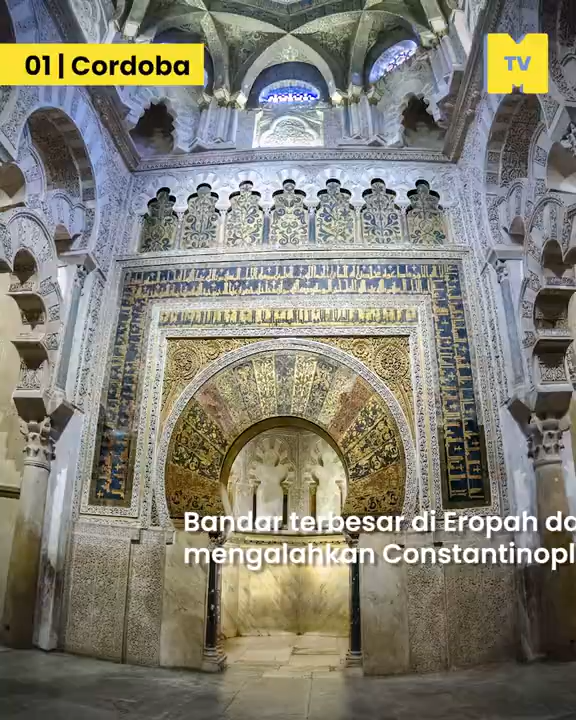 01 | Cordoba
TV
Bandar terbesar di Eropah da
mengalahkan Constantinopl